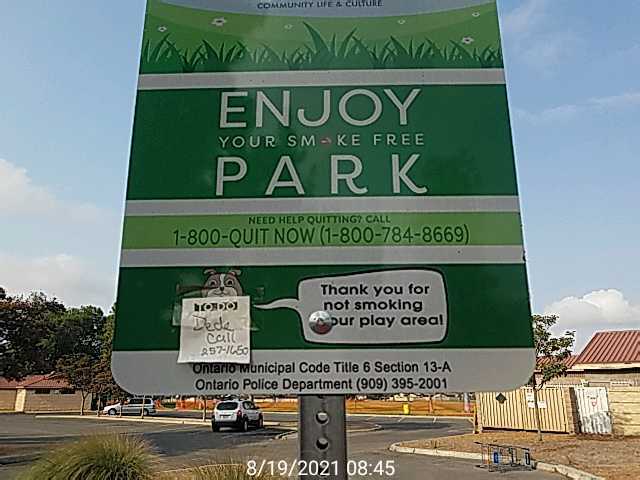 COMMUNITY LIFE & CULTURE
ENJOY
YOUR SMOKE FREE
PARK
NEED HELP QUITTING? CALL
1-800-QUIT NOW (1-800-784-8669)
Thank you for
not smoking
our play area!
TO-DO
Dede
Call
257-1650
Ontario Municipal Code Title 6 Section 13-A
Ontario Police Department (909) 395-2001
8/19/2021 08:45